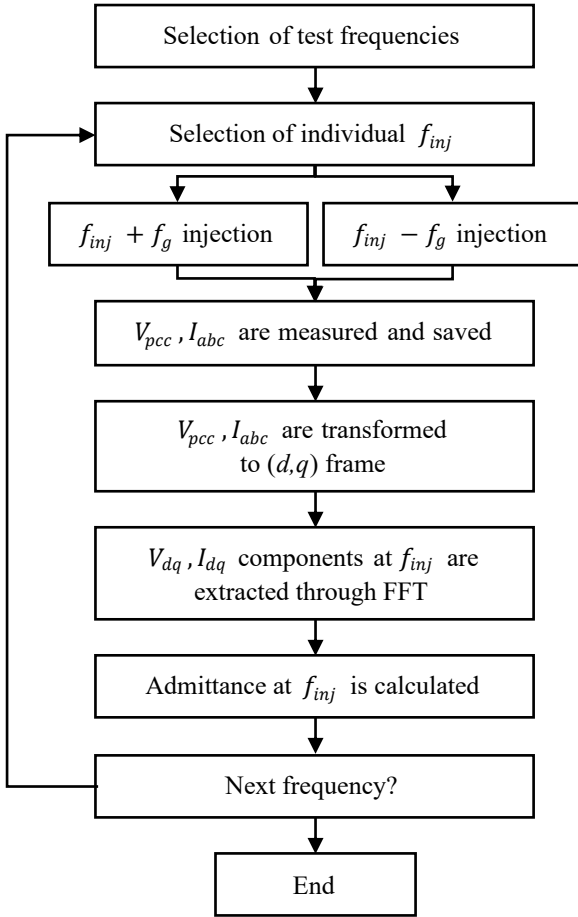 Selection of test frequencies
Selection of individual f_inj
f_inj + f_g injection
f_inj − f_g injection
V_pcc , I_abc are measured and saved
V_pcc , I_abc are transformed
to (d,q) frame
V_dq , I_dq components at f_inj are
extracted through FFT
Admittance at f_inj is calculated
Next frequency?
End